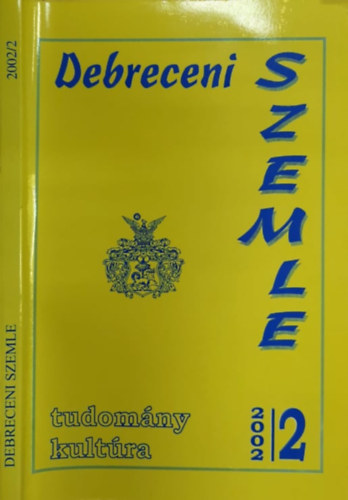 DEBRECENI SZEMLE 2002/2
Debreceni
SZEMLE
tudomány
kultúra
2002
2